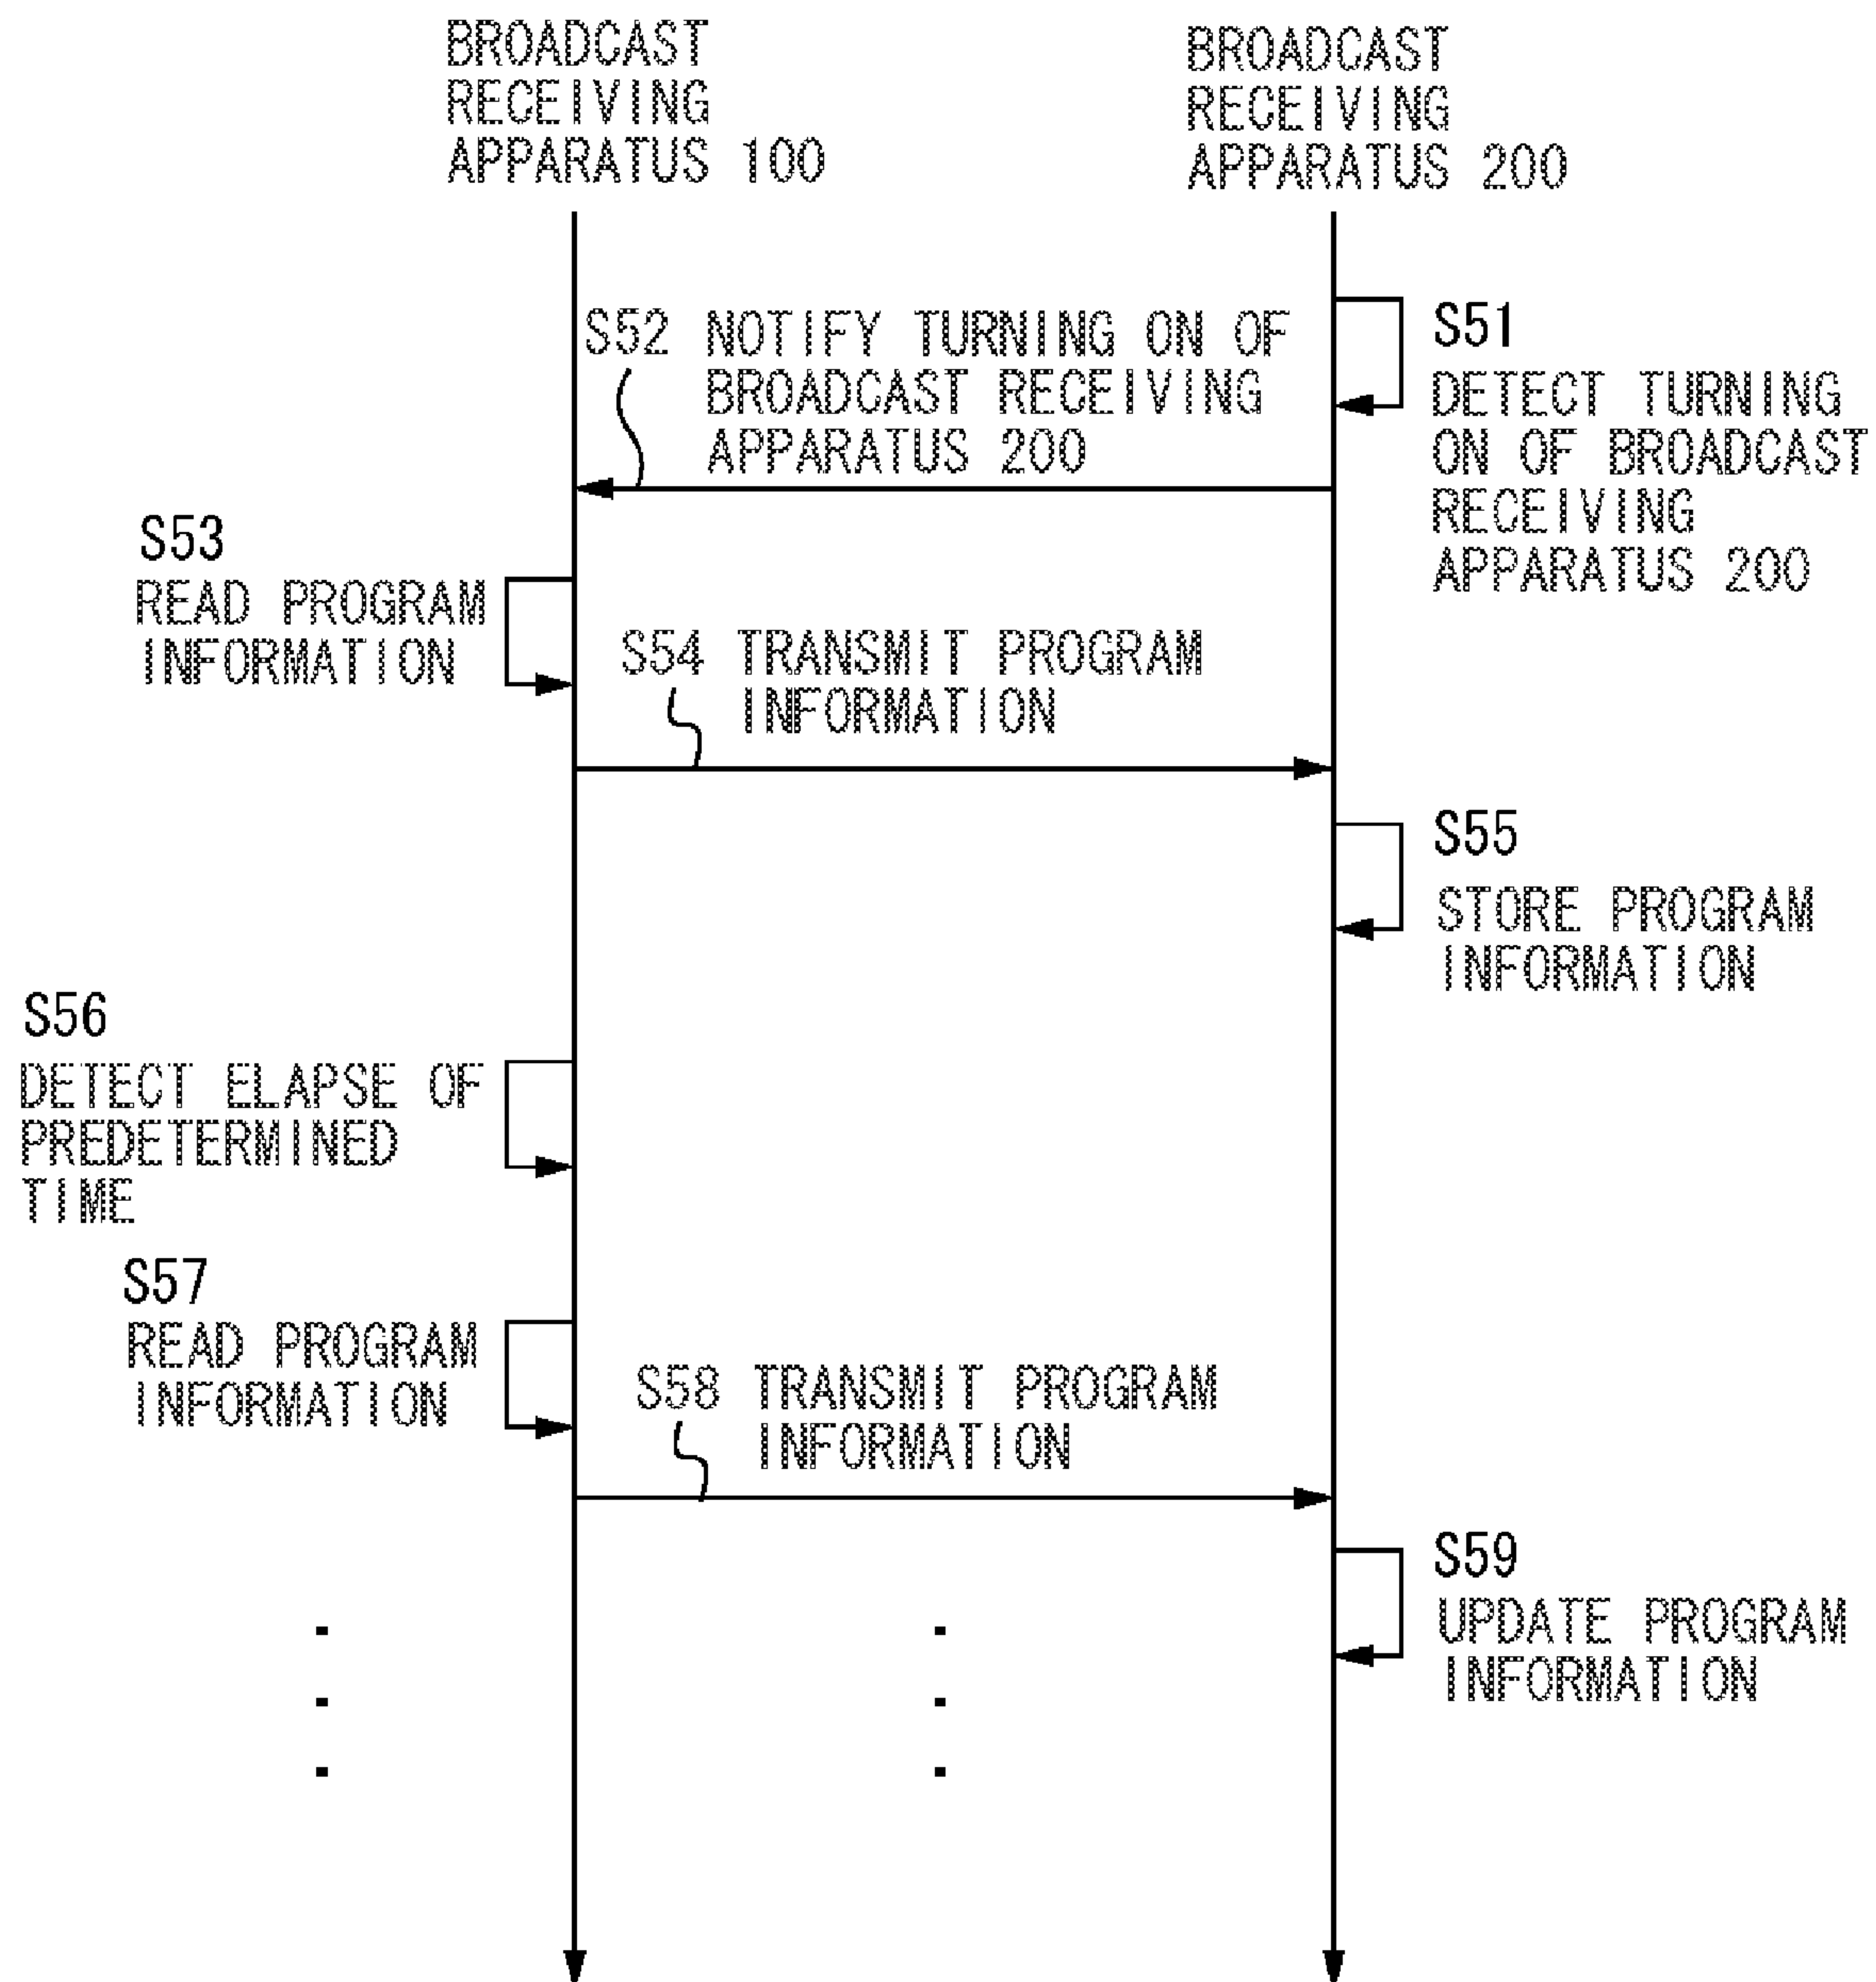 BROADCAST
RECEIVING
APPARATUS 100
BROADCAST
RECEIVING
APPARATUS 200
S51
DETECT TURNING
ON OF BROADCAST
RECEIVING
APPARATUS 200
S52 NOTIFY TURNING ON OF
BROADCAST RECEIVING
APPARATUS 200
S53
READ PROGRAM
INFORMATION
S54 TRANSMIT PROGRAM
INFORMATION
S55
STORE PROGRAM
INFORMATION
S56
DETECT ELAPSE OF
PREDETERMINED
TIME
S57
READ PROGRAM
INFORMATION
S58 TRANSMIT PROGRAM
INFORMATION
S59
UPDATE PROGRAM
INFORMATION